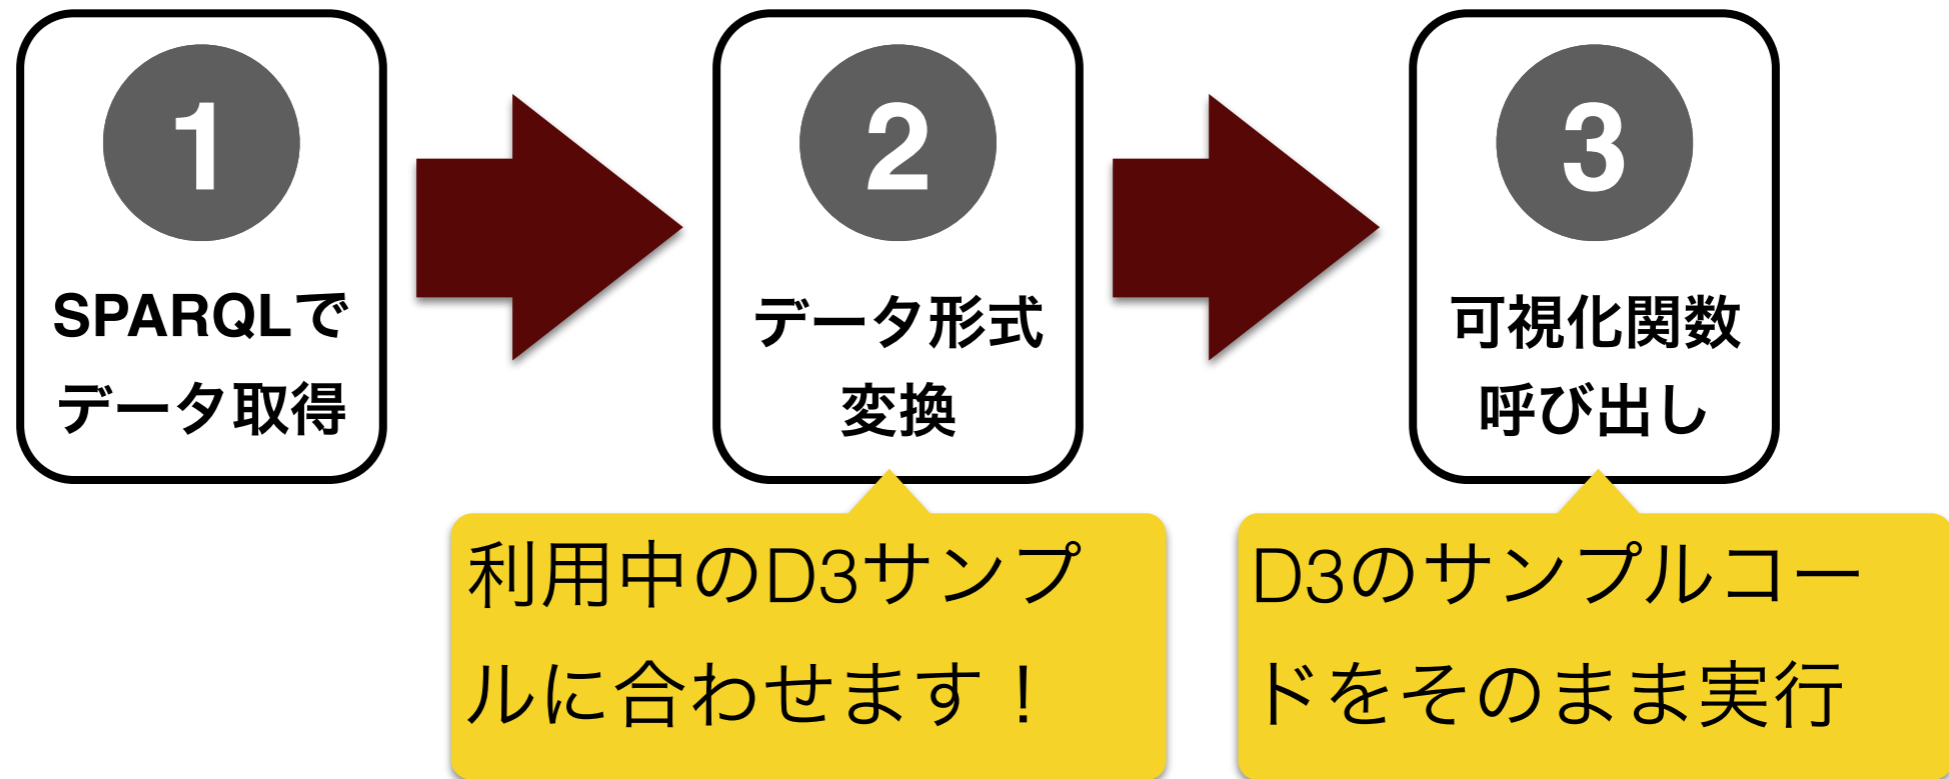 1
SPARQLで
データ取得
2
データ形式
変換
3
可視化関数
呼び出し
利用中のD3サンプ
ルに合わせます！
D3のサンプルコー
ドをそのまま実行